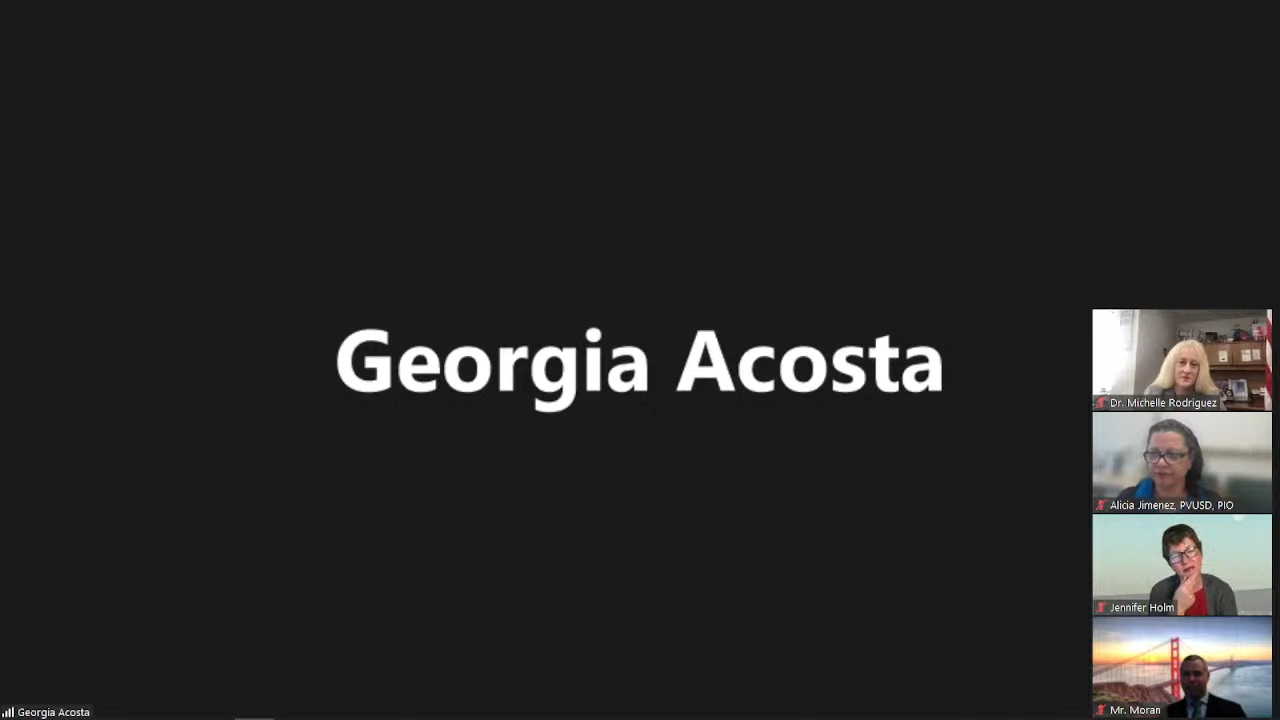 Georgia Acosta
Dr. Michelle Rodriguez
Alicia Jimenez, PVUSD, PIO
Jennifer Holm
Mr. Moran
Georgia Acosta